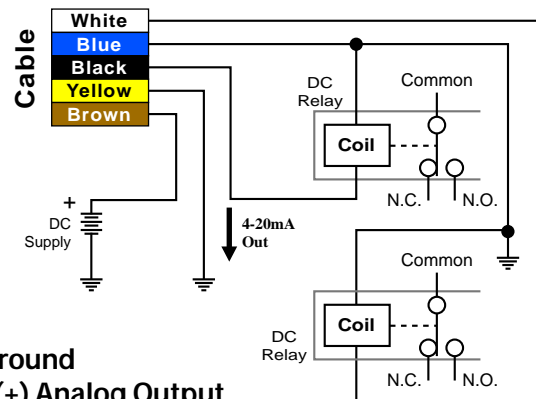 Cable
White
Blue
Black
Yellow
Brown
+
DC
Supply
4-20mA
Out
DC
Relay
Coil
Common
N.C. N.O.
DC
Relay
Coil
Common
N.C. N.O.
round
(+) Analog Output